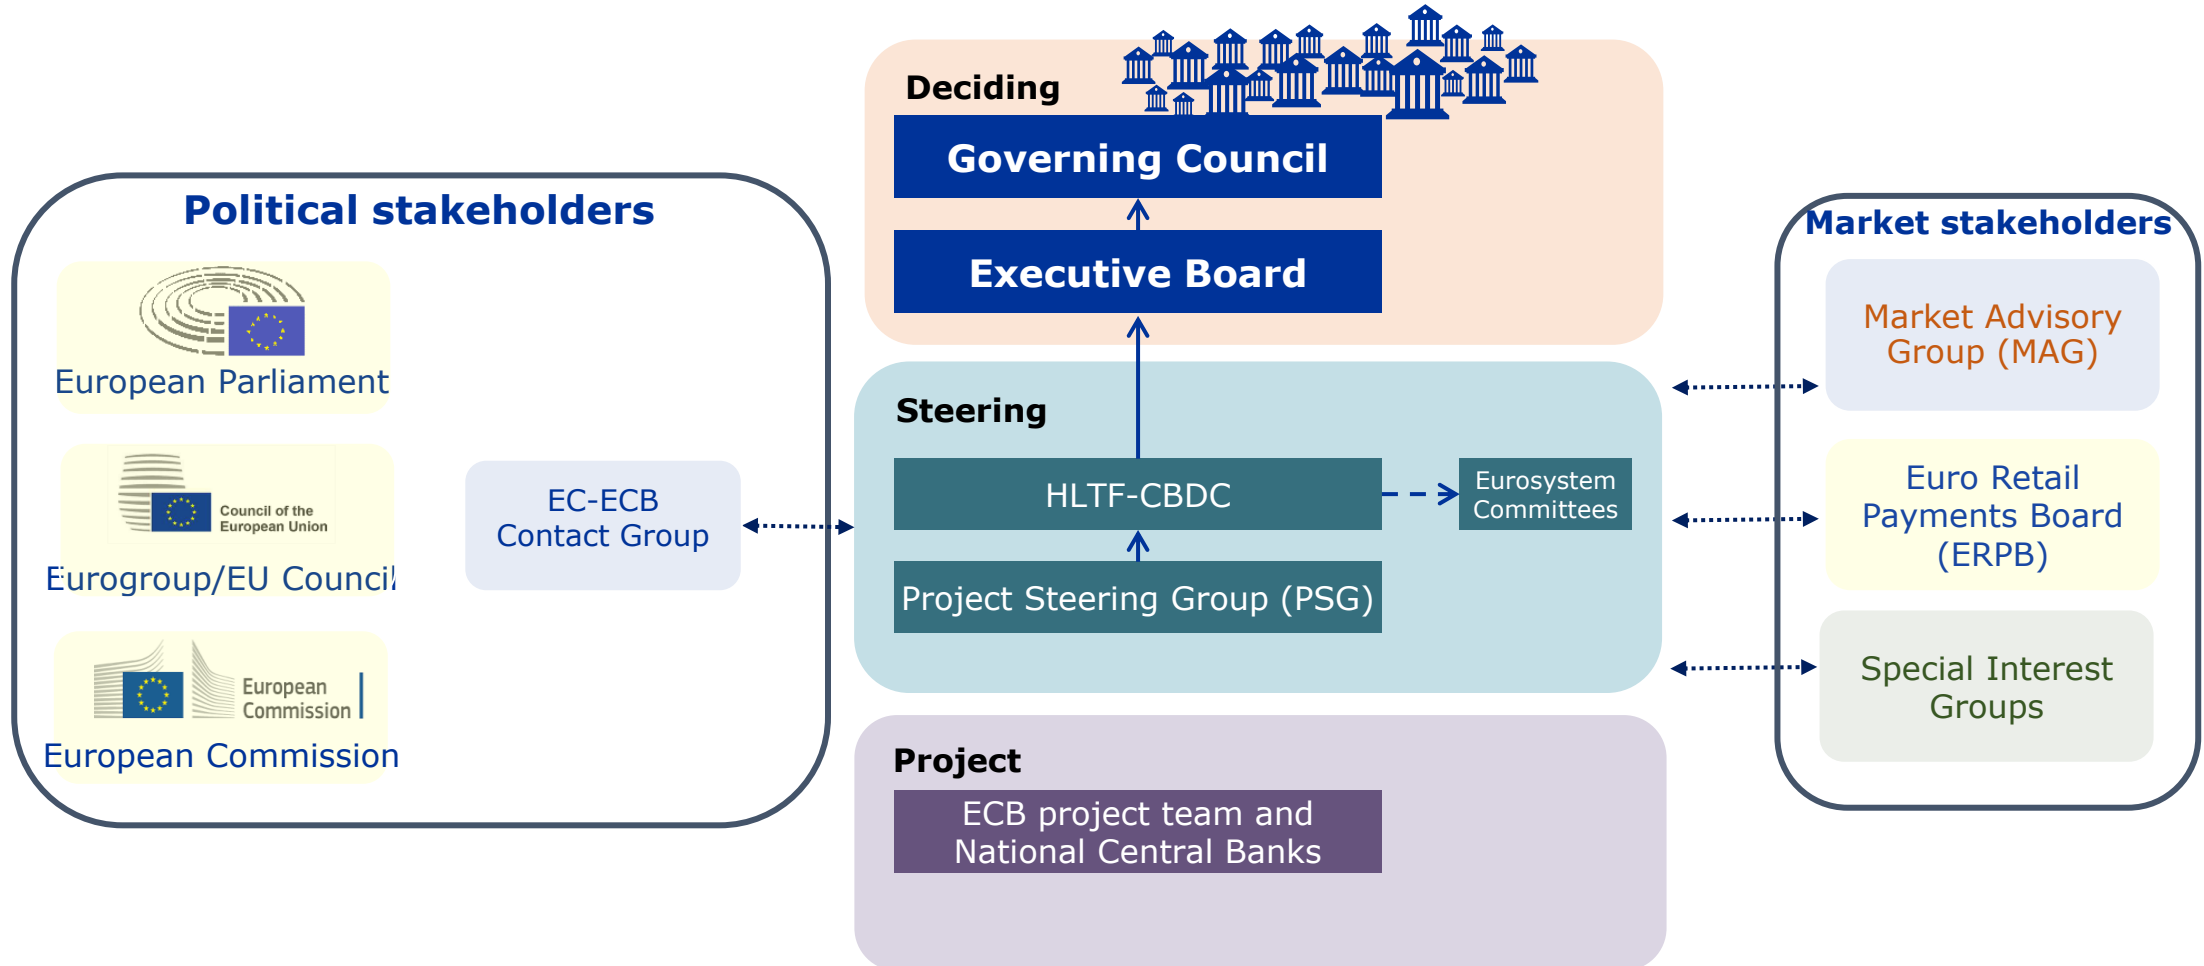 Deciding
Governing Council
Executive Board
Political stakeholders
European Parliament
Council of the
European Union
Eurogroup/EU Council
European
Commission
European Commission
EC-ECB
Contact Group
Steering
HLTF-CBDC
Eurosystem
Committees
Project Steering Group (PSG)
Project
ECB project team and
National Central Banks
Market stakeholders
Market Advisory
Group (MAG)
Euro Retail
Payments Board
(ERPB)
Special Interest
Groups